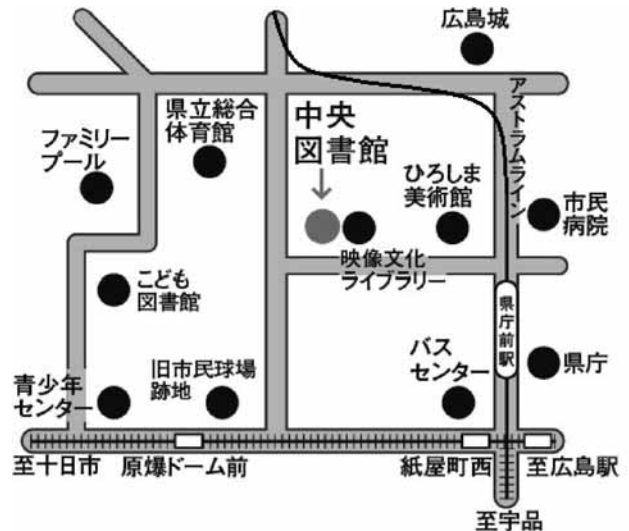 広島城
アストラムライン
県立総合
体育館
中央
図書館
ファミリー
プール
ひろしま
美術館
市民
病院
映像文化
ライブラリー
こども
図書館
県庁前駅
旧市民球場
跡地
バス
センター
県庁
青少年
センター
至十日市
原爆ドーム前
紙屋町西
至広島駅
至宇品